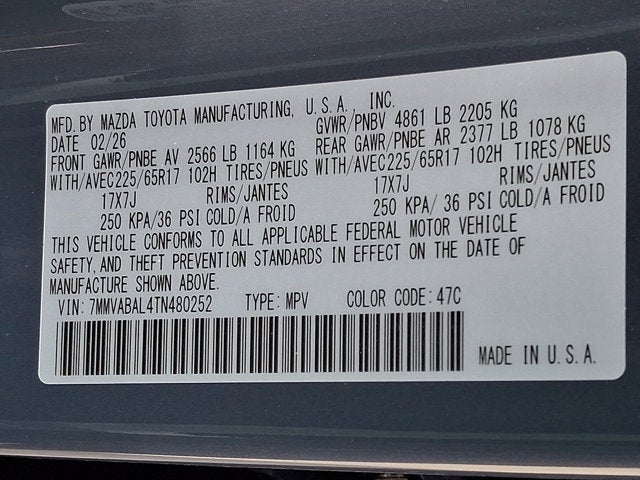 MFD. BY MAZDA TOYOTA MANUFACTURING, U.S.A., INC.
DATE 02/26 GVWR/PNBV 4861 LB 2205 KG
FRONT GAWR/PNBE AV 2566 LB 1164 KG REAR GAWR/PNBE AR 2377 LB 1078 KG
WITH/AVEC225/65R17 102H TIRES/PNEUS WITH/AVEC225/65R17 102H TIRES/PNEUS
17X7J RIMS/JANTES 17X7J RIMS/JANTES
250 KPA/36 PSI COLD/A FROID 250 KPA/ 36 PSI COLD/A FROID
THIS VEHICLE CONFORMS TO ALL APPLICABLE FEDERAL MOTOR VEHICLE
SAFETY, AND THEFT PREVENTION STANDARDS IN EFFECT ON THE DATE OF
MANUFACTURE SHOWN ABOVE.
VIN: 7MMVABAL4TN480252 TYPE: MPV COLOR CODE: 47C
MADE IN U.S.A.